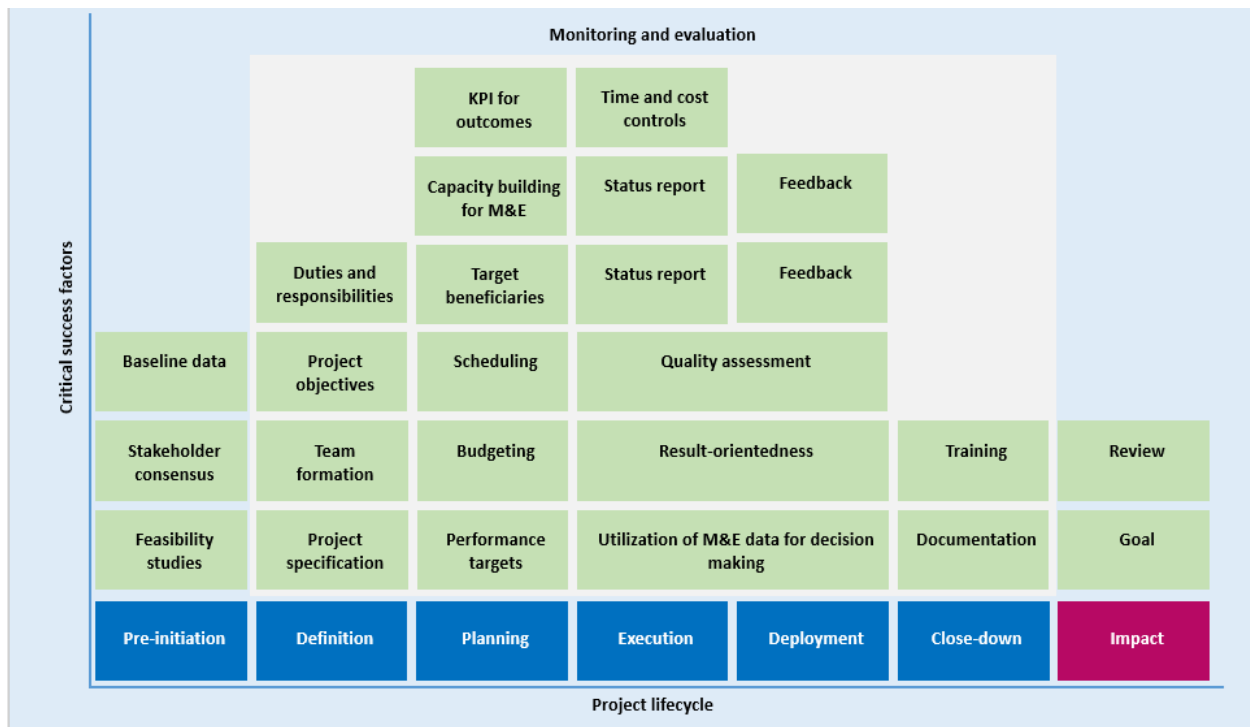 Monitoring and evaluation
KPI for
outcomes
Time and cost
controls
Capacity building
for M&E
Status report
Feedback
Duties and
responsibilities
Target
beneficiaries
Status report
Feedback
Baseline data
Project
objectives
Scheduling
Quality assessment
Stakeholder
consensus
Team
formation
Budgeting
Result-orientedness
Training
Review
Feasibility
studies
Project
specification
Performance
targets
Utilization of M&E data for decision
making
Documentation
Goal
Pre-initiation
Definition
Planning
Execution
Deployment
Close-down
Impact
Critical success factors
Project lifecycle